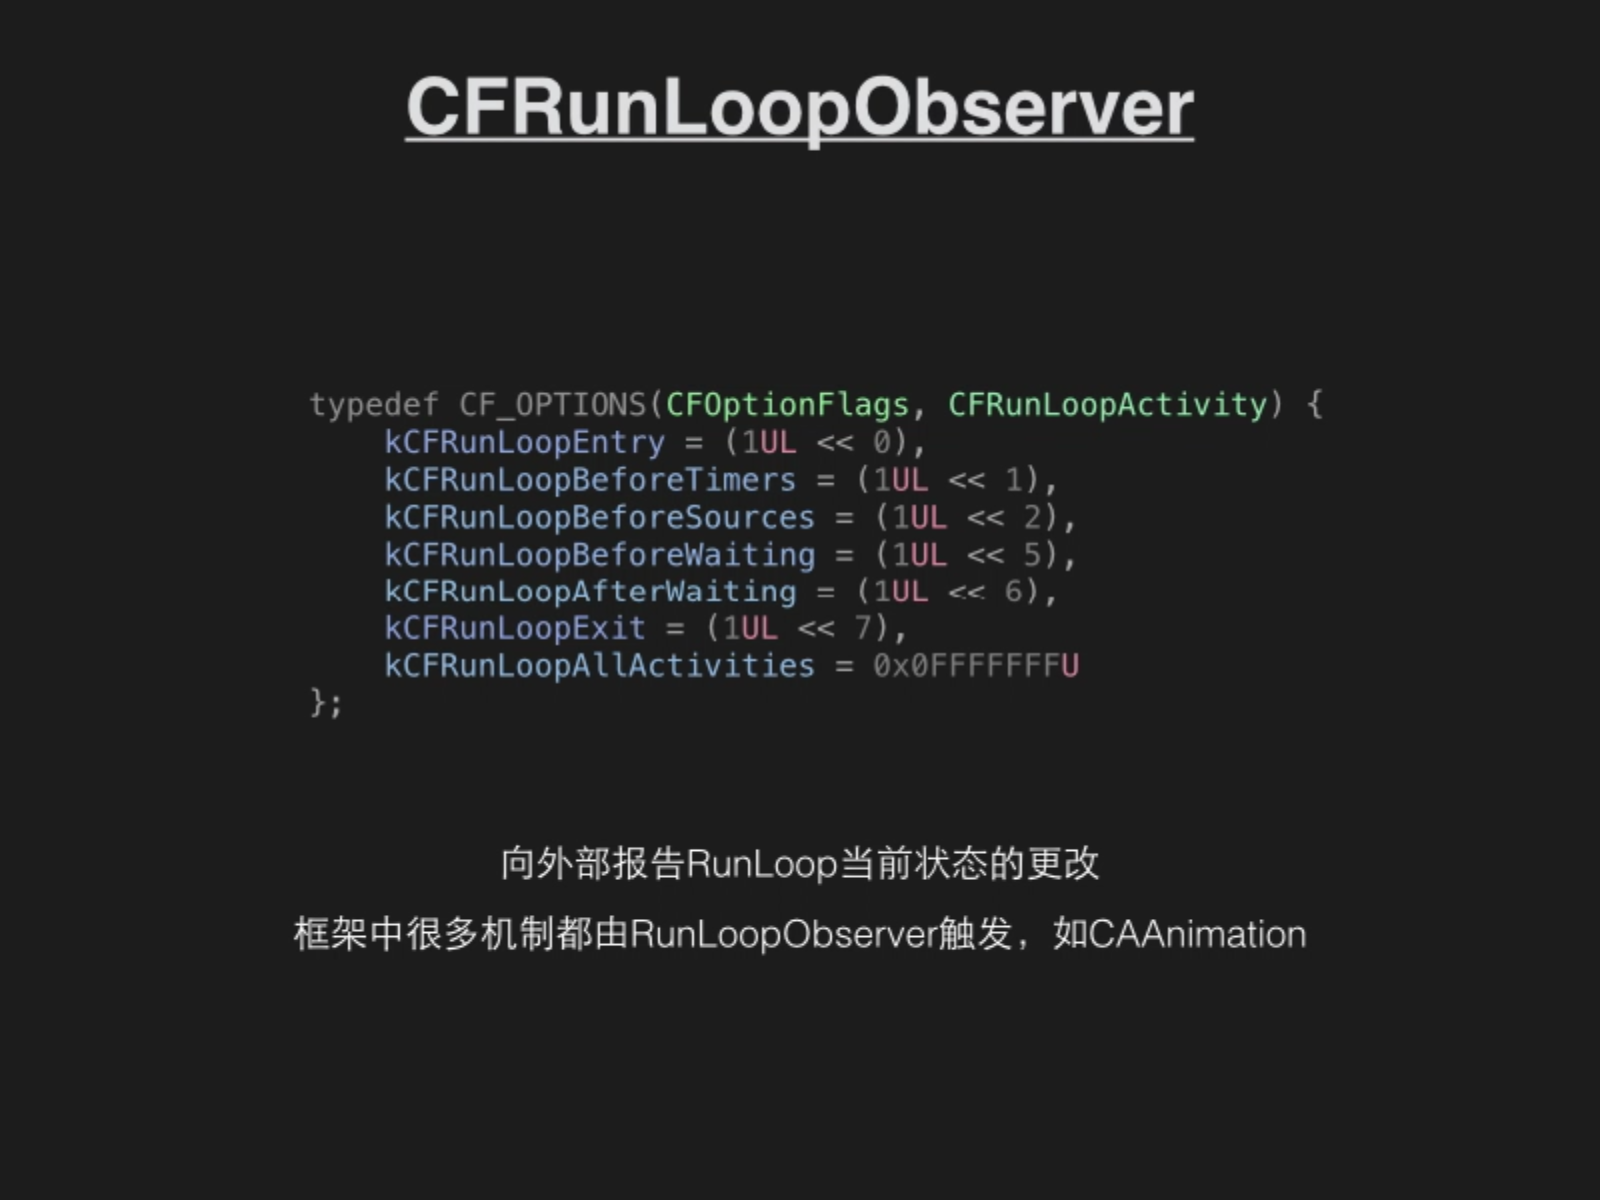 CFRunLoopObserver
typedef CF_OPTIONS(CFOptionFlags, CFRunLoopActivity) {
    kCFRunLoopEntry = (1UL << 0),
    kCFRunLoopBeforeTimers = (1UL << 1),
    kCFRunLoopBeforeSources = (1UL << 2),
    kCFRunLoopBeforeWaiting = (1UL << 5),
    kCFRunLoopAfterWaiting = (1UL << 6),
    kCFRunLoopExit = (1UL << 7),
    kCFRunLoopAllActivities = 0x0FFFFFFFU
};
向外部报告RunLoop当前状态的更改
框架中很多机制都由RunLoopObserver触发，如CAAnimation